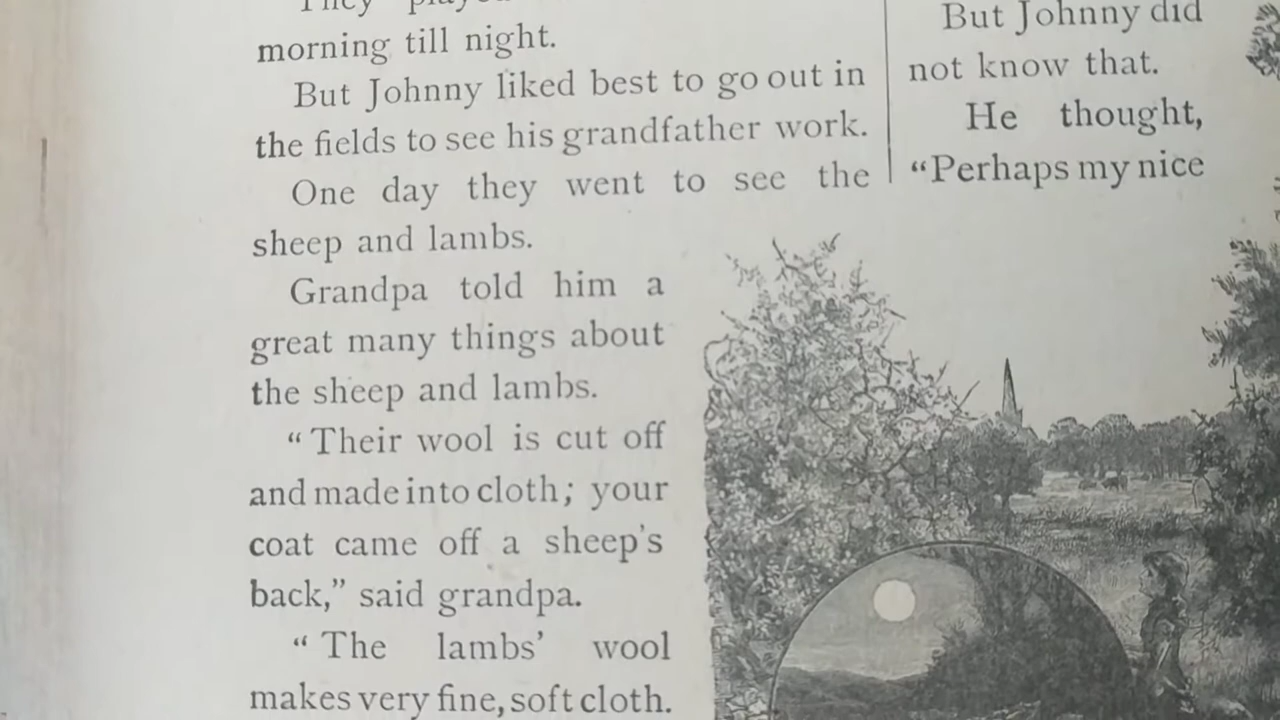 They played
morning till night.
But Johnny liked best to go out in
the fields to see his grandfather work.
One day they went to see the
sheep and lambs.
Grandpa told him a
great many things about
the sheep and lambs.
“Their wool is cut off
and made into cloth; your
coat came off a sheep's
back,” said grandpa.
“The lambs’ wool
makes very fine, soft cloth.
But Johnny did
not know that.
He thought,
“Perhaps my nice